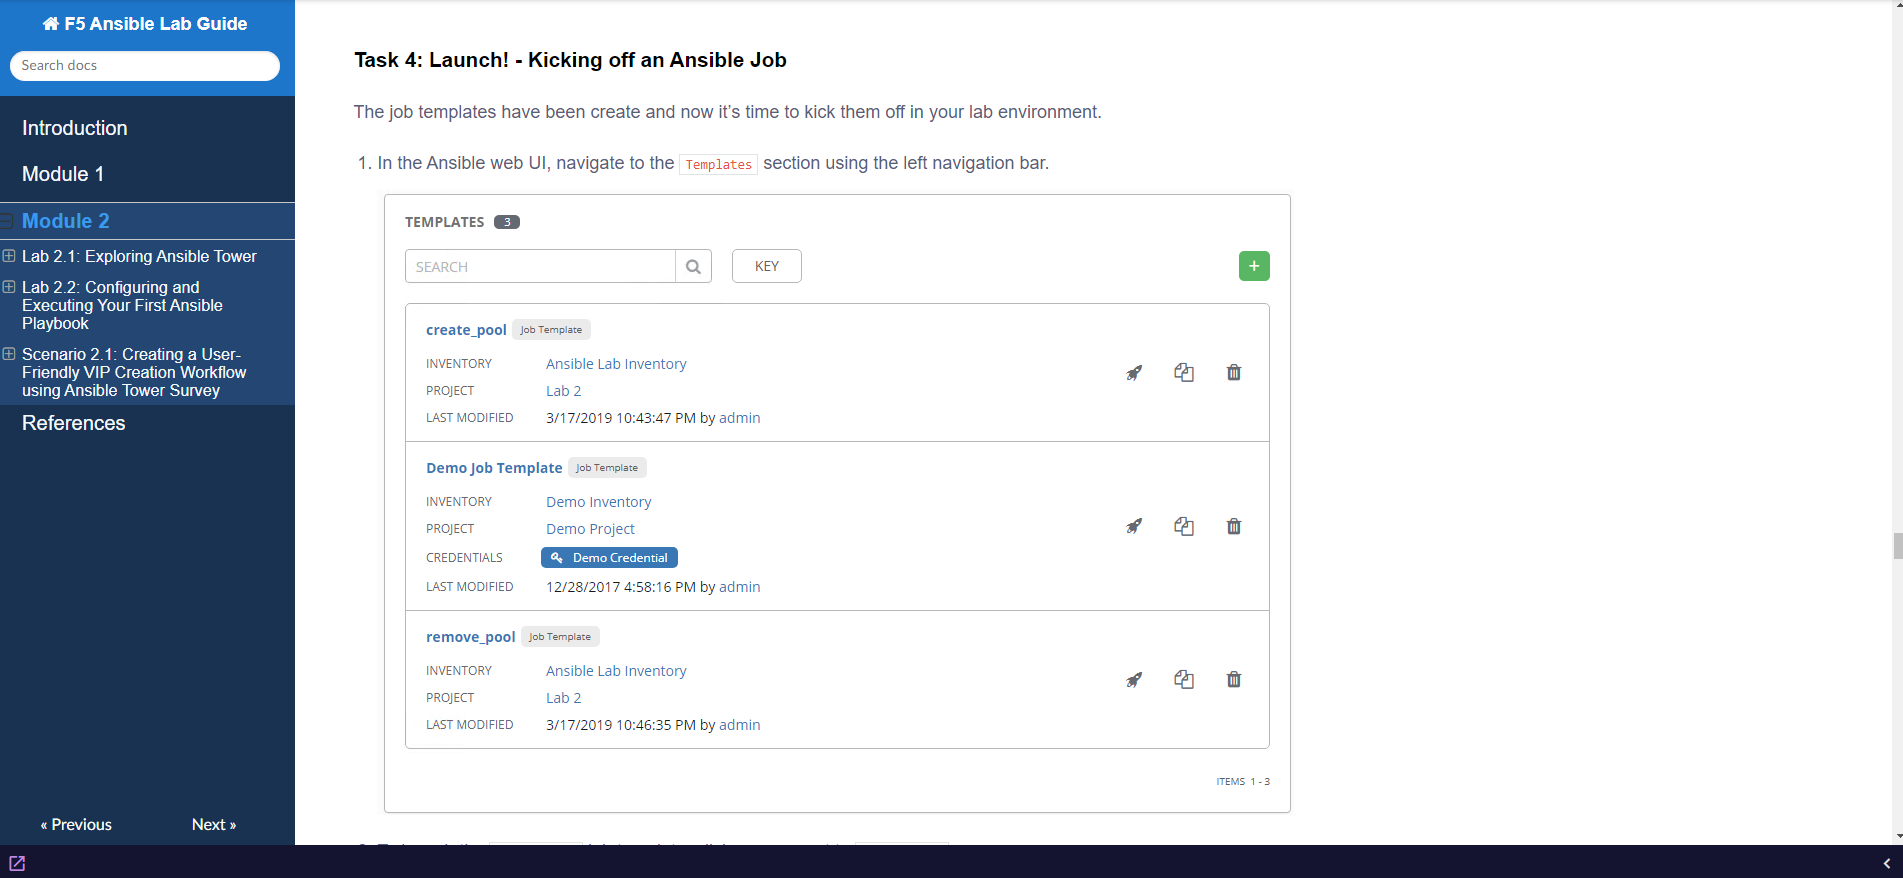 F5 Ansible Lab Guide
Search docs
Introduction
Module 1
Module 2
Lab 2.1: Exploring Ansible Tower
Lab 2.2: Configuring and
Executing Your First Ansible
Playbook
Scenario 2.1: Creating a User-
Friendly VIP Creation Workflow
using Ansible Tower Survey
References
« Previous Next »
Task 4: Launch! - Kicking off an Ansible Job
The job templates have been create and now it's time to kick them off in your lab environment.
1. In the Ansible web UI, navigate to the Templates section using the left navigation bar.
TEMPLATES 3
SEARCH KEY +
create_pool Job Template
INVENTORY Ansible Lab Inventory
PROJECT Lab 2
LAST MODIFIED 3/17/2019 10:43:47 PM by admin
Demo Job Template Job Template
INVENTORY Demo Inventory
PROJECT Demo Project
CREDENTIALS Demo Credential
LAST MODIFIED 12/28/2017 4:58:16 PM by admin
remove_pool Job Template
INVENTORY Ansible Lab Inventory
PROJECT Lab 2
LAST MODIFIED 3/17/2019 10:46:35 PM by admin
ITEMS 1 - 3